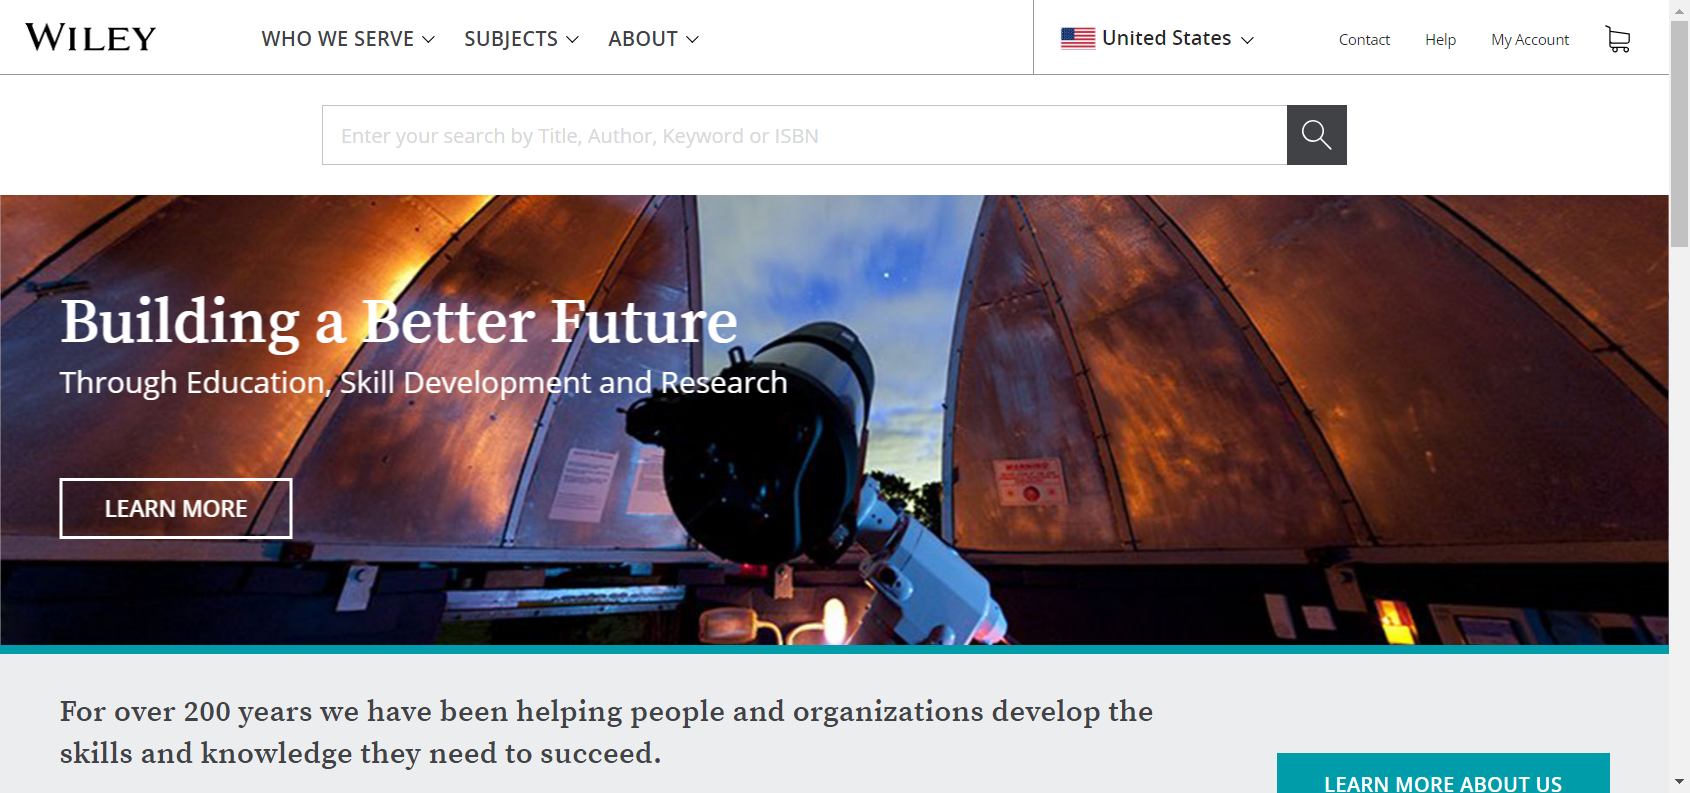 WILEY
WHO WE SERVE
SUBJECTS
ABOUT
United States
Contact
Help
My Account
Enter your search by Title, Author, Keyword or ISBN
Building a Better Future
Through Education, Skill Development and Research
WARNING
LEARN MORE
For over 200 years we have been helping people and organizations develop the
skills and knowledge they need to succeed.
LEARN MORE ABOUT US